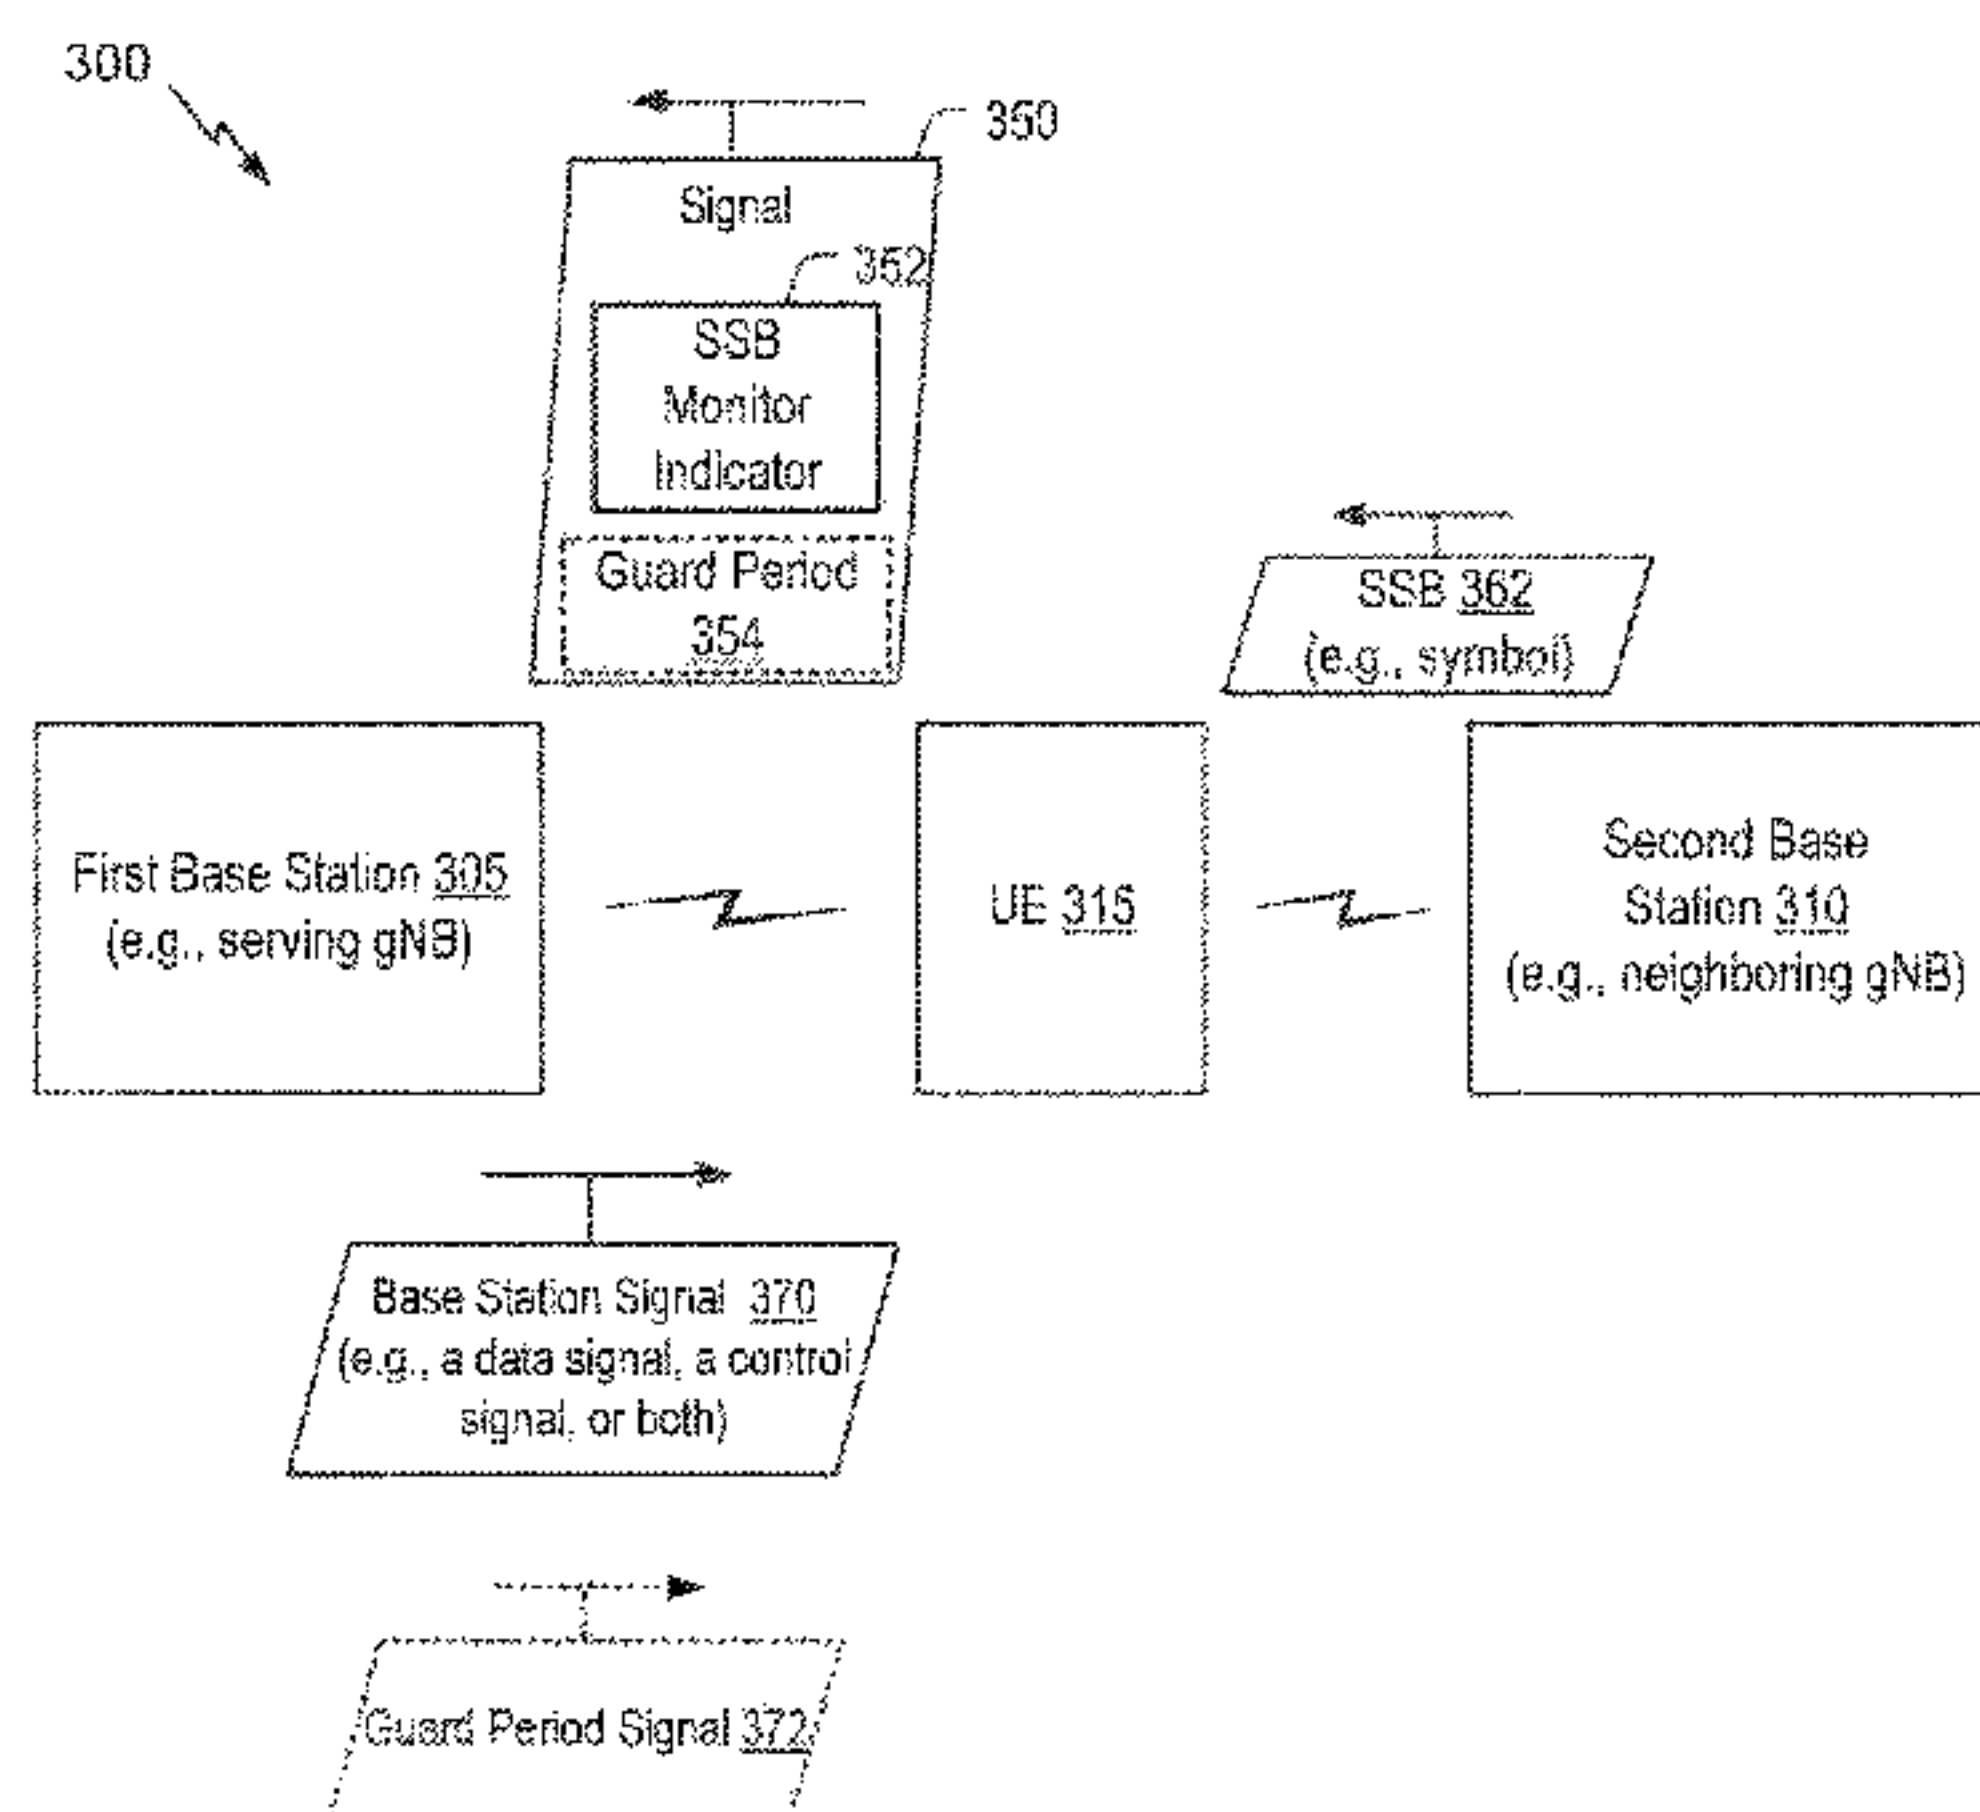 300
350
Signal
352
SSB
Monitor
Indicator
Guard Period
354
SSB 362
(e.g., symbol)
First Base Station 305
(e.g., serving gNB)
UE 315
Second Base
Station 310
(e.g., neighboring gNB)
Base Station Signal 370
(e.g., a data signal, a control
signal, or both)
Guard Period Signal 372